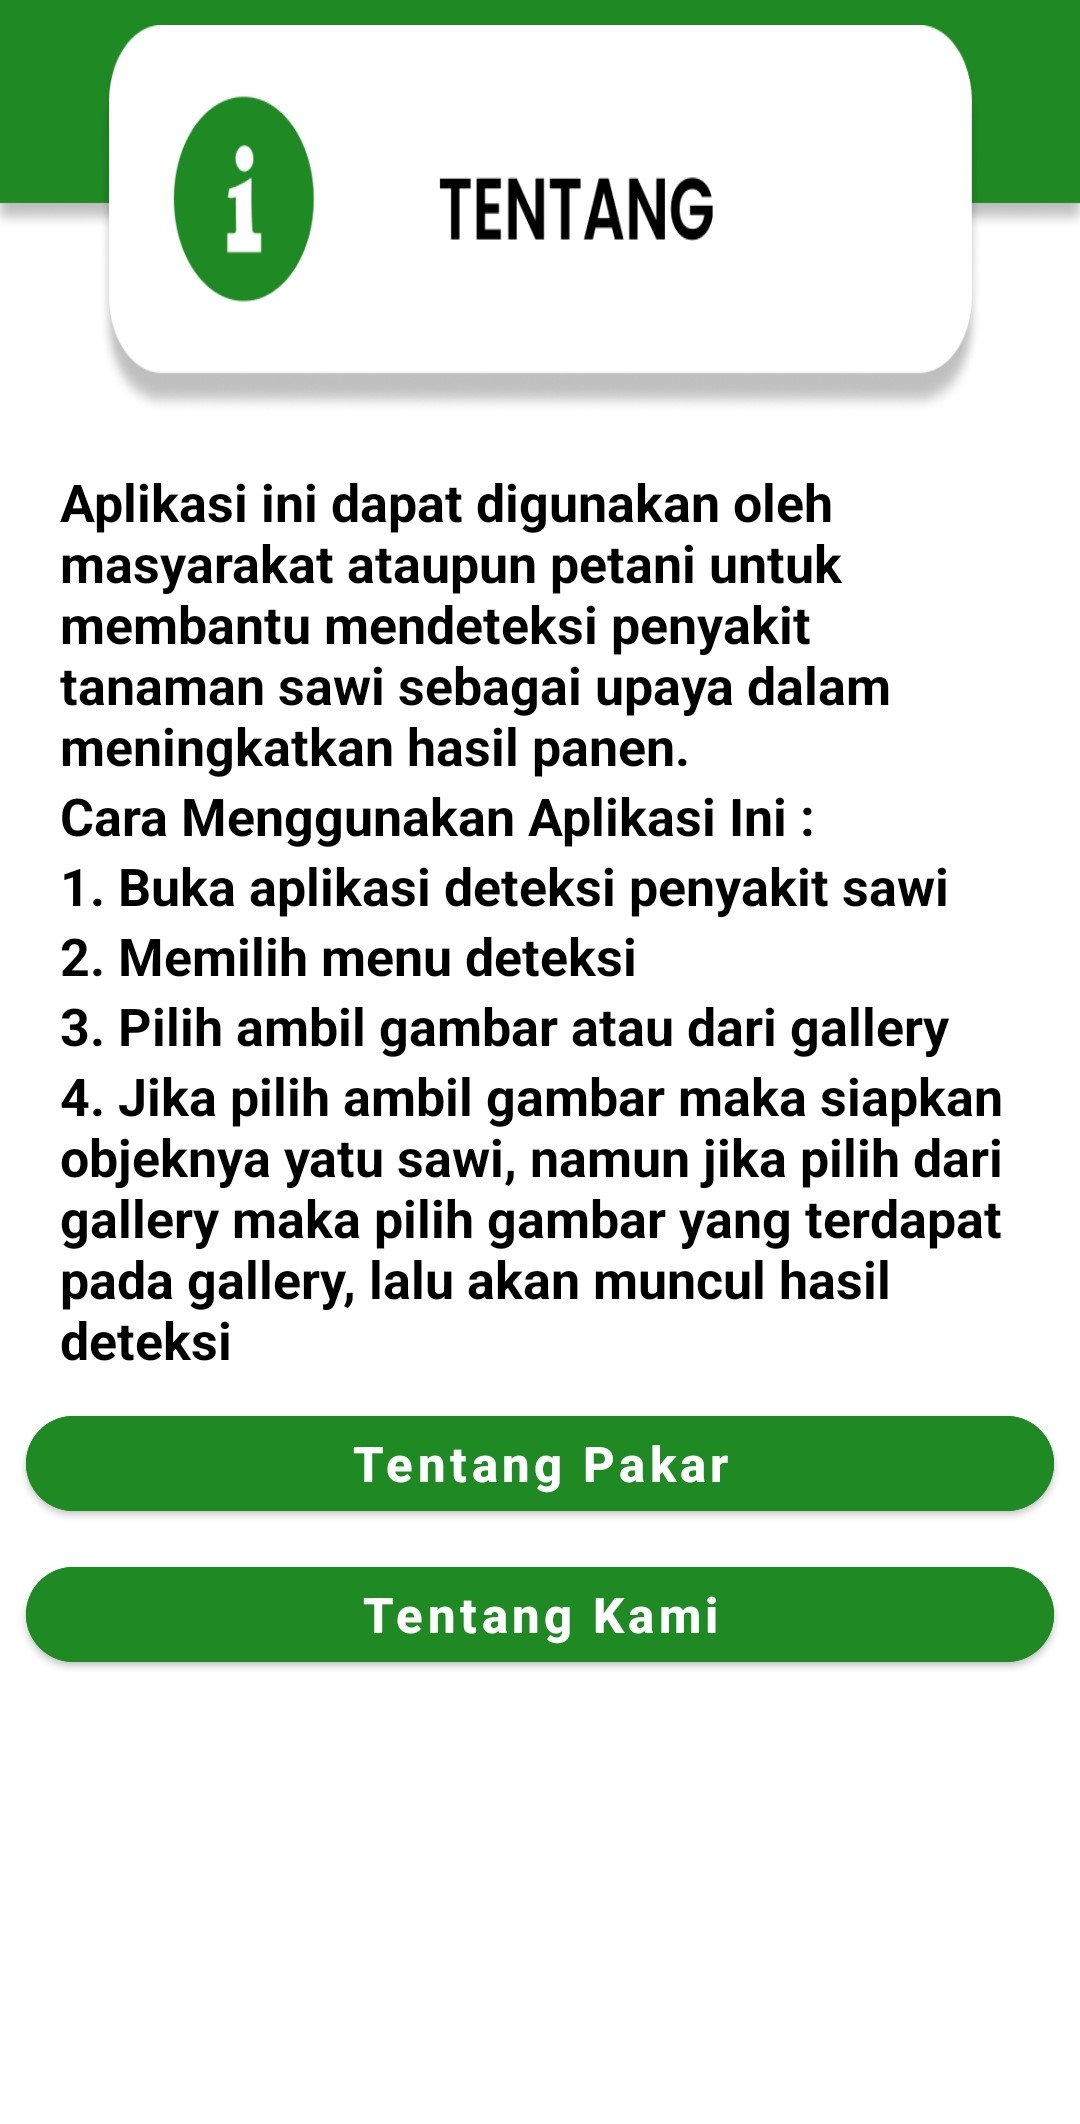 TENTANG
Aplikasi ini dapat digunakan oleh
masyarakat ataupun petani untuk
membantu mendeteksi penyakit
tanaman sawi sebagai upaya dalam
meningkatkan hasil panen.
Cara Menggunakan Aplikasi Ini :
1. Buka aplikasi deteksi penyakit sawi
2. Memilih menu deteksi
3. Pilih ambil gambar atau dari gallery
4. Jika pilih ambil gambar maka siapkan
objeknya yatu sawi, namun jika pilih dari
gallery maka pilih gambar yang terdapat
pada gallery, lalu akan muncul hasil
deteksi
Tentang Pakar
Tentang Kami